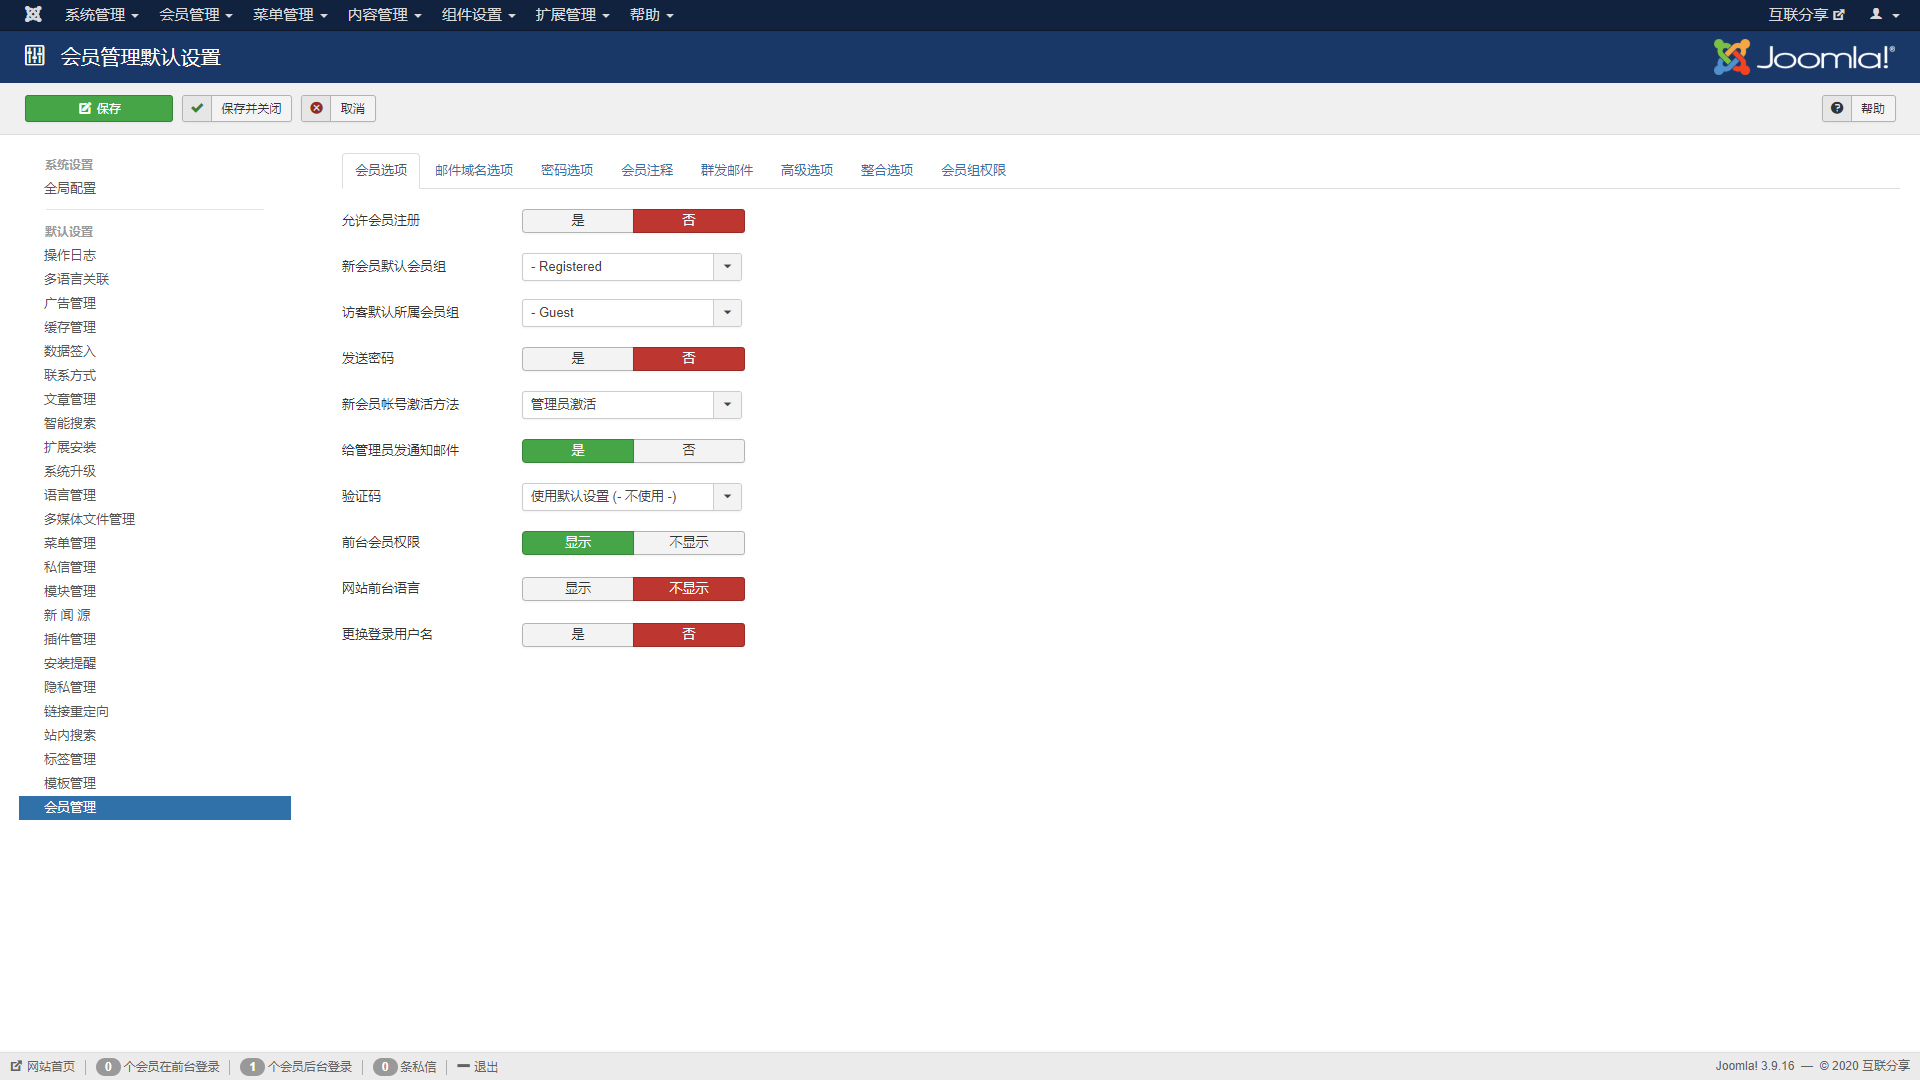 系统管理 会员管理 菜单管理 内容管理 组件设置 扩展管理 帮助 互联分享
会员管理默认设置 Joomla!®
保存 保存并关闭 取消 帮助
系统设置
全局配置
默认设置
操作日志
多语言关联
广告管理
缓存管理
数据签入
联系方式
文章管理
智能搜索
扩展安装
系统升级
语言管理
多媒体文件管理
菜单管理
私信管理
模块管理
新 闻 源
插件管理
安装提醒
隐私管理
链接重定向
站内搜索
标签管理
模板管理
会员管理
会员选项 邮件域名选项 密码选项 会员注释 群发邮件 高级选项 整合选项 会员组权限
允许会员注册 是 否
新会员默认会员组 - Registered
访客默认所属会员组 - Guest
发送密码 是 否
新会员帐号激活方法 管理员激活
给管理员发通知邮件 是 否
验证码 使用默认设置 (- 不使用 -)
前台会员权限 显示 不显示
网站前台语言 显示 不显示
更换登录用户名 是 否
网站首页 0 个会员在前台登录 1 个会员后台登录 0 条私信 退出 Joomla! 3.9.16 — © 2020 互联分享